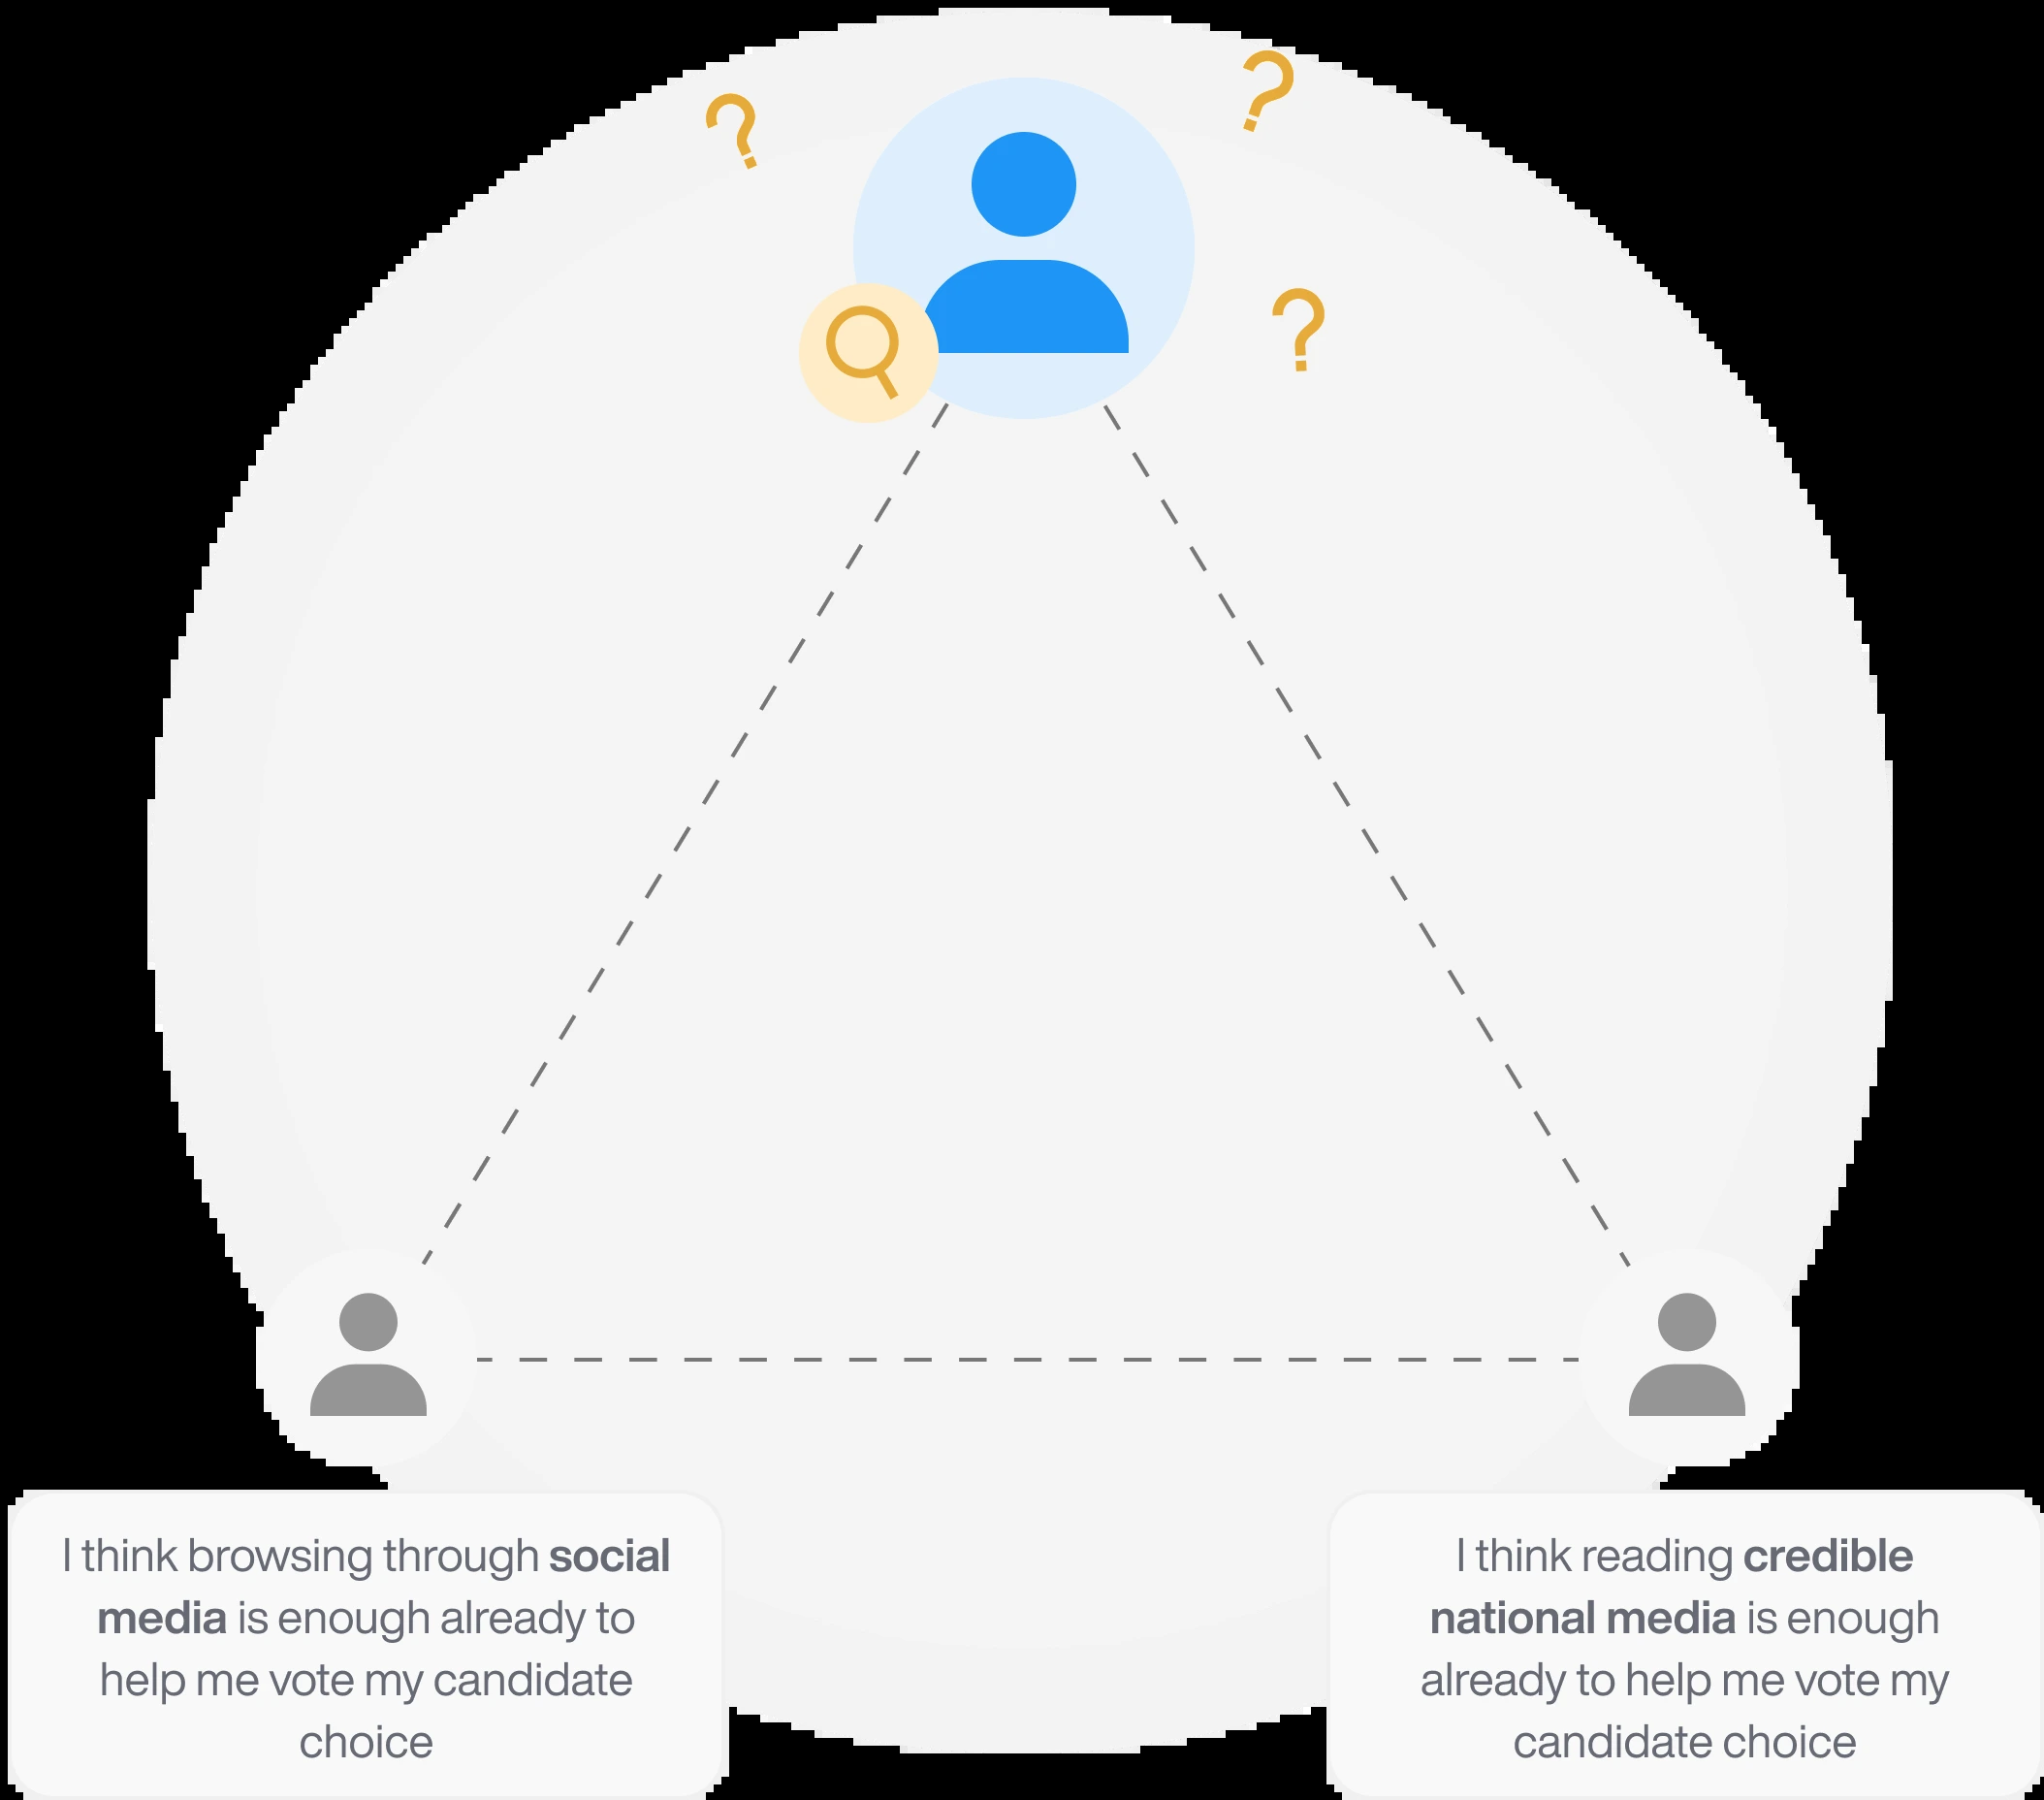 ?
?
?
I think browsing through social
media is enough already to
help me vote my candidate
choice
I think reading credible
national media is enough
already to help me vote my
candidate choice